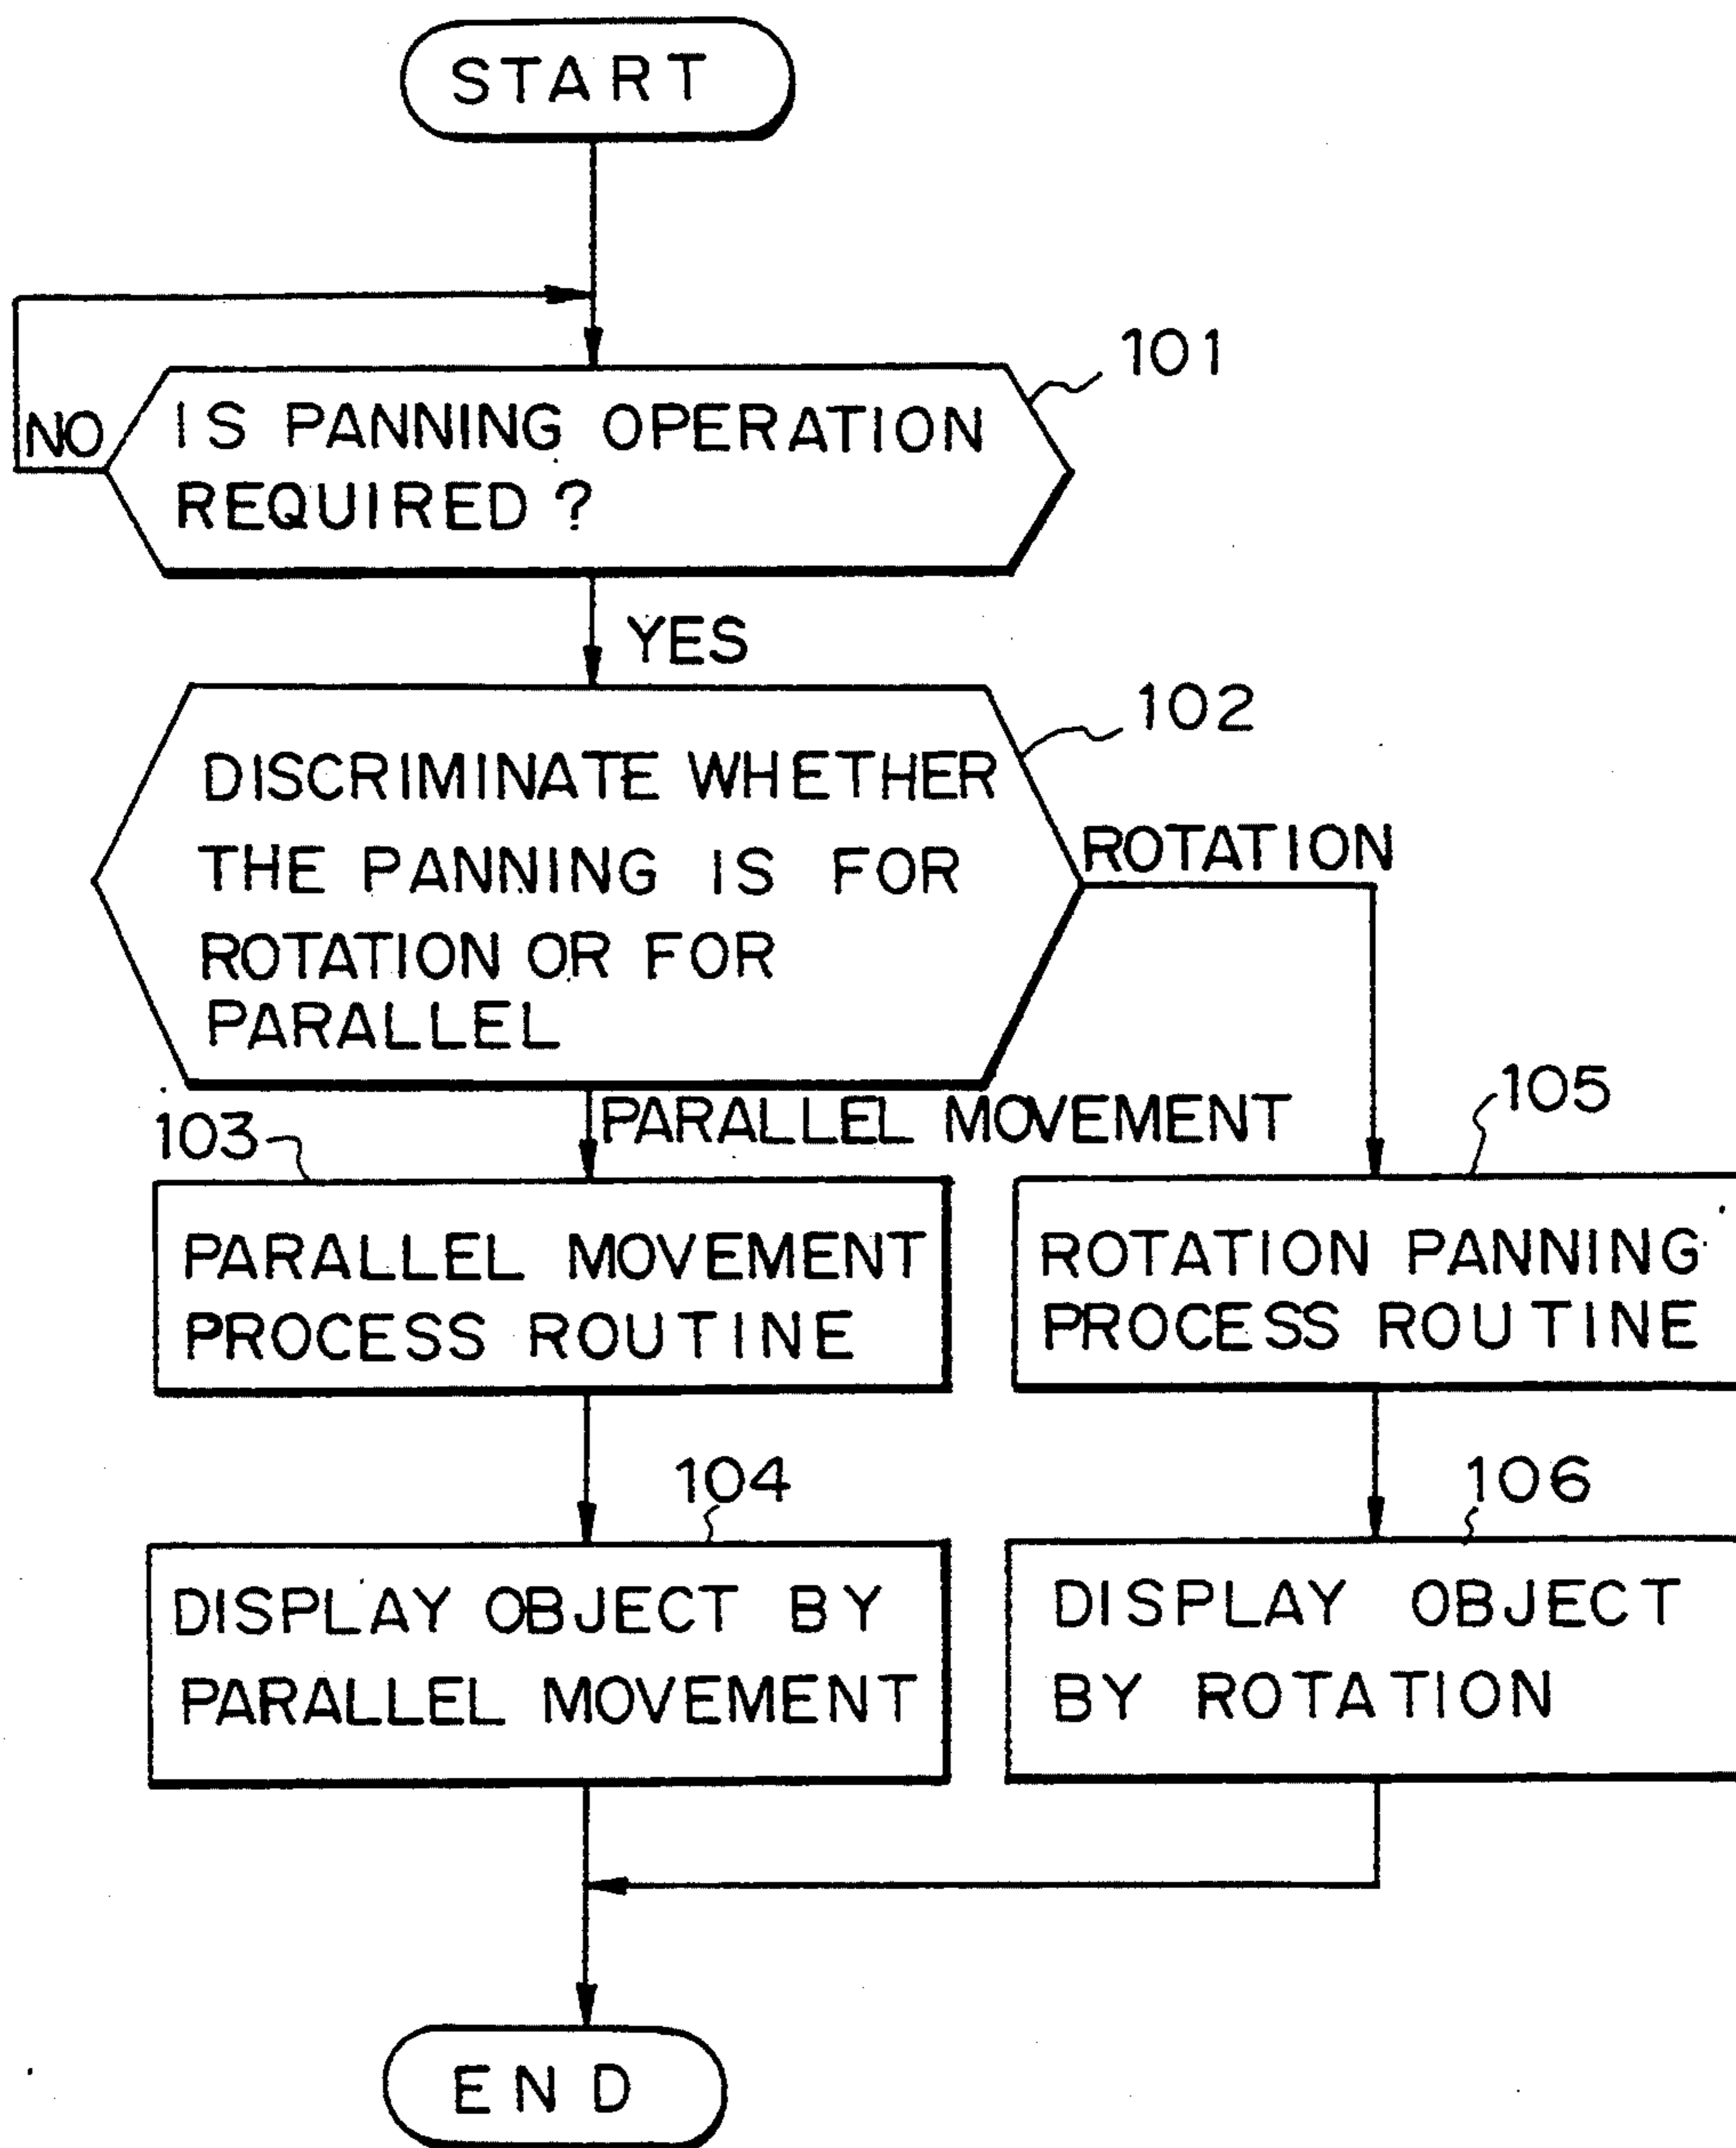 START
101
NO
IS PANNING OPERATION
REQUIRED ?
YES
102
DISCRIMINATE WHETHER
THE PANNING IS FOR
ROTATION OR FOR
PARALLEL
ROTATION
PARALLEL MOVEMENT
103
105
PARALLEL MOVEMENT
PROCESS ROUTINE
ROTATION PANNING
PROCESS ROUTINE
104
106
DISPLAY OBJECT BY
PARALLEL MOVEMENT
DISPLAY OBJECT
BY ROTATION
END